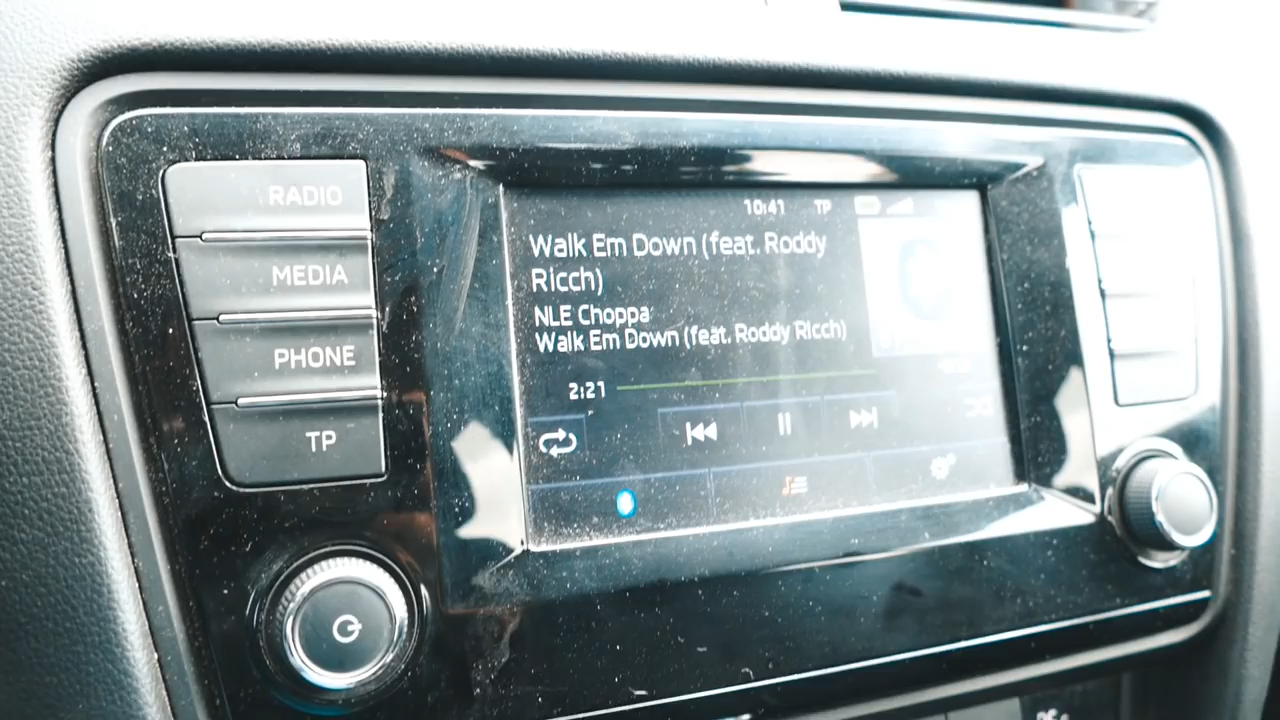 RADIO
MEDIA
PHONE
TP
10:41 TP
Walk Em Down (feat. Roddy
Ricch)
NLE Choppa
Walk Em Down (feat. Roddy Ricch)
2:21